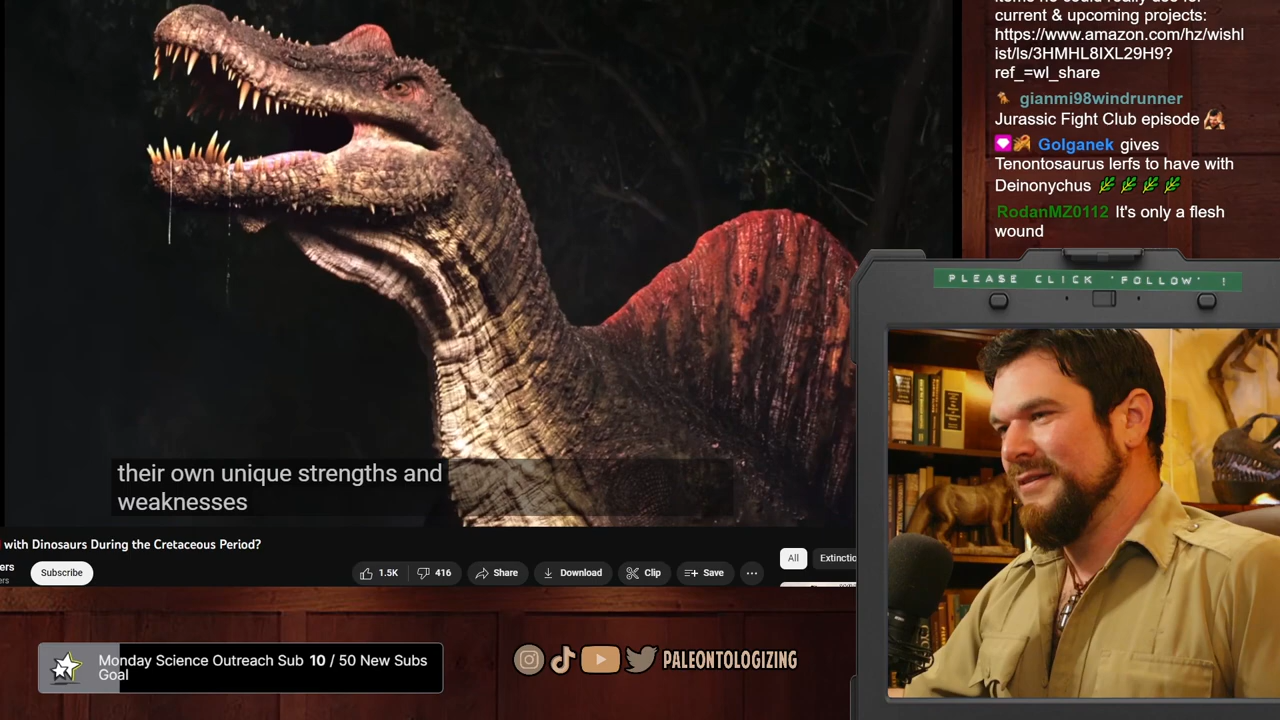 items he could really use for
current & upcoming projects:
https://www.amazon.com/hz/wishl
ist/ls/3HMHL8IXL29H9?
ref_=wl_share
gianmi98windrunner
Jurassic Fight Club episode
Golganek gives
Tenontosaurus lerfs to have with
Deinonychus
RodanMZ0112 It's only a flesh
wound
PLEASE CLICK 'FOLLOW' !
their own unique strengths and
weaknesses
with Dinosaurs During the Cretaceous Period?
Subscribe
1.5K
416
Share
Download
Clip
Save
All
Extinctio
Monday Science Outreach Sub 10 / 50 New Subs
Goal
PALEONTOLOGIZING